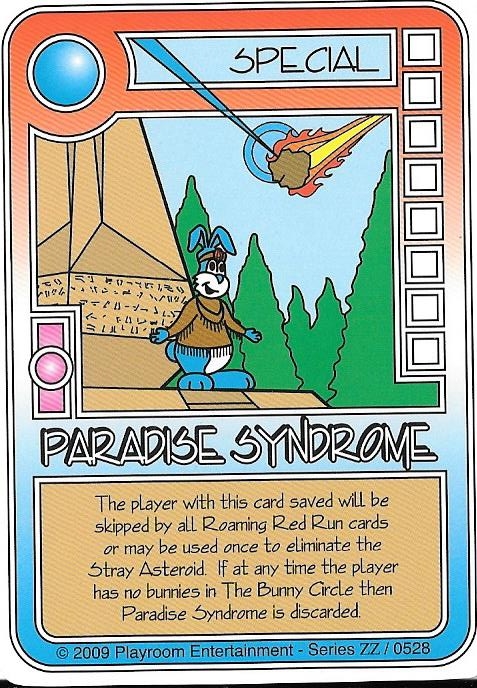 SPECIAL
PARADISE SYNDROME
The player with this card saved will be
skipped by all Roaming Red Run cards
or may be used once to eliminate the
Stray Asteroid. If at any time the player
has no bunnies in The Bunny Circle then
Paradise Syndrome is discarded.
© 2009 Playroom Entertainment - Series ZZ / 0528